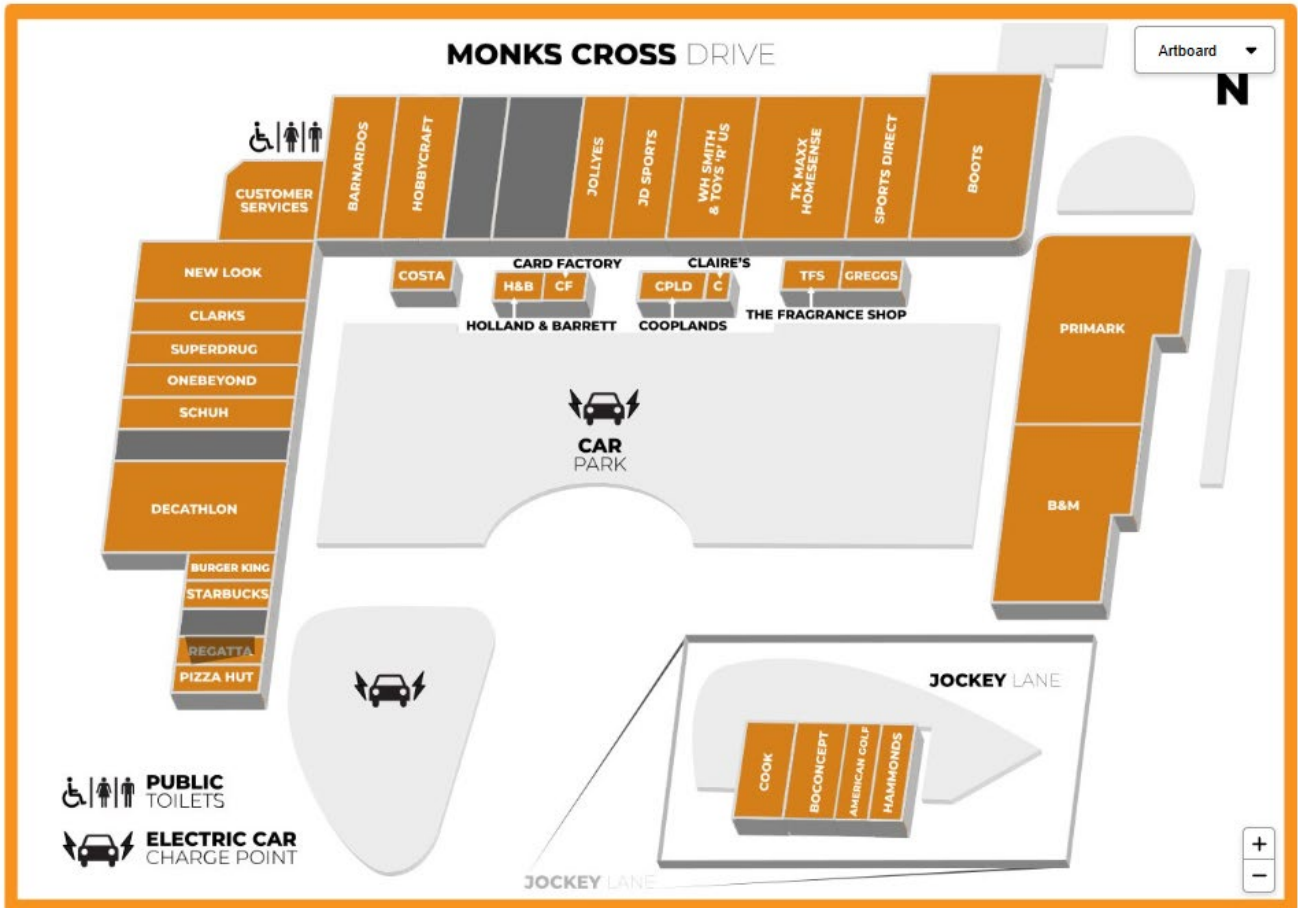 MONKS CROSS DRIVE
Artboard
N
BARNARDOS
HOBBYCRAFT
JOLLYES
JD SPORTS
WH SMITH
& TOYS 'R' US
TK MAXX
HOMESENSE
SPORTS DIRECT
BOOTS
CUSTOMER
SERVICES
NEW LOOK
CLARKS
SUPERDRUG
ONEBEYOND
SCHUH
DECATHLON
BURGER KING
STARBUCKS
REGATTA
PIZZA HUT
COSTA
CARD FACTORY
H&B
CF
HOLLAND & BARRETT
CLAIRE'S
CPLD
C
COOPLANDS
TFS
GREGGS
THE FRAGRANCE SHOP
PRIMARK
B&M
CAR
PARK
JOCKEY LANE
COOK
BOCONCEPT
AMERICAN GOLF
HAMMONDS
PUBLIC
TOILETS
ELECTRIC CAR
CHARGE POINT
JOCKEY LANE
+
−